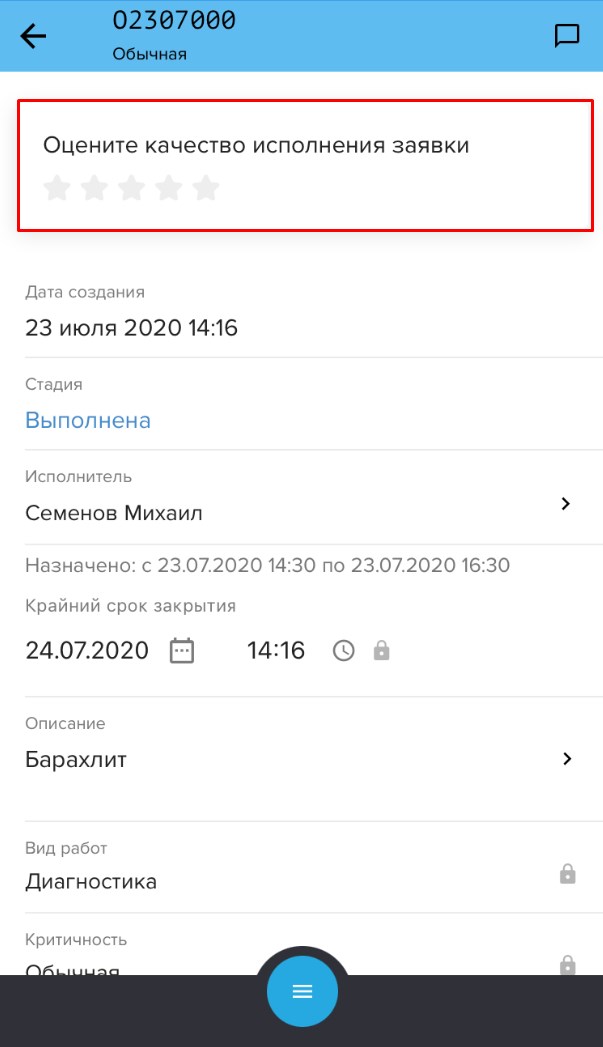 O2307000
Обычная
Оцените качество исполнения заявки
Дата создания
23 июля 2020 14:16
Стадия
Выполнена
Исполнитель
Семенов Михаил
Назначено: с 23.07.2020 14:30 по 23.07.2020 16:30
Крайний срок закрытия
24.07.2020 14:16
Описание
Барахлит
Вид работ
Диагностика
Критичность
Обычная